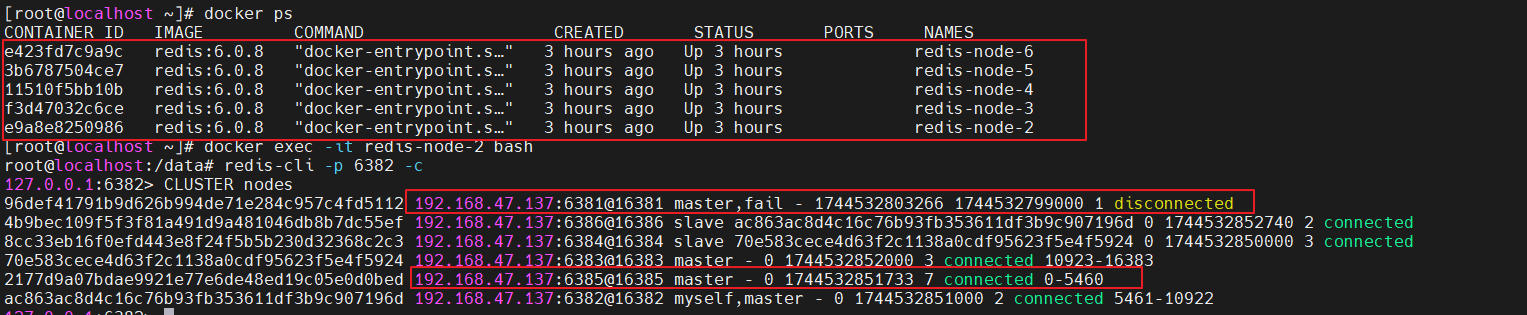 [root@localhost ~]# docker ps
CONTAINER ID   IMAGE         COMMAND                  CREATED       STATUS       PORTS     NAMES
e423fd7c9a9c   redis:6.0.8   "docker-entrypoint.s…"   3 hours ago   Up 3 hours             redis-node-6
3b6787504ce7   redis:6.0.8   "docker-entrypoint.s…"   3 hours ago   Up 3 hours             redis-node-5
11510f5bb10b   redis:6.0.8   "docker-entrypoint.s…"   3 hours ago   Up 3 hours             redis-node-4
f3d47032c6ce   redis:6.0.8   "docker-entrypoint.s…"   3 hours ago   Up 3 hours             redis-node-3
e9a8e8250986   redis:6.0.8   "docker-entrypoint.s…"   3 hours ago   Up 3 hours             redis-node-2
[root@localhost ~]# docker exec -it redis-node-2 bash
root@localhost:/data# redis-cli -p 6382 -c
127.0.0.1:6382> CLUSTER nodes
96def41791b9d626b994de71e284c957c4fd5112 192.168.47.137:6381@16381 master,fail - 1744532803266 1744532799000 1 disconnected
4b9bec109f5f3f81a491d9a481046db8b7dc55ef 192.168.47.137:6386@16386 slave ac863ac8d4c16c76b93fb353611df3b9c907196d 0 1744532852740 2 connected
8cc33eb16f0efd443e8f24f5b5b230d32368c2c3 192.168.47.137:6384@16384 slave 70e583cece4d63f2c1138a0cdf95623f5e4f5924 0 1744532850000 3 connected
70e583cece4d63f2c1138a0cdf95623f5e4f5924 192.168.47.137:6383@16383 master - 0 1744532852000 3 connected 10923-16383
2177d9a07bdae9921e77e6de48ed19c05e0d0bed 192.168.47.137:6385@16385 master - 0 1744532851733 7 connected 0-5460
ac863ac8d4c16c76b93fb353611df3b9c907196d 192.168.47.137:6382@16382 myself,master - 0 1744532851000 2 connected 5461-10922
127.0.0.1:6382>